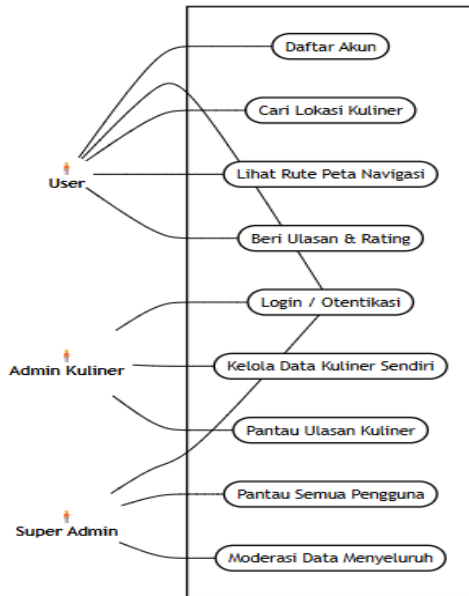 Daftar Akun
Cari Lokasi Kuliner
User
Lihat Rute Peta Navigasi
Beri Ulasan & Rating
Login / Otentikasi
Admin Kuliner
Kelola Data Kuliner Sendiri
Pantau Ulasan Kuliner
Pantau Semua Pengguna
Super Admin
Moderasi Data Menyeluruh